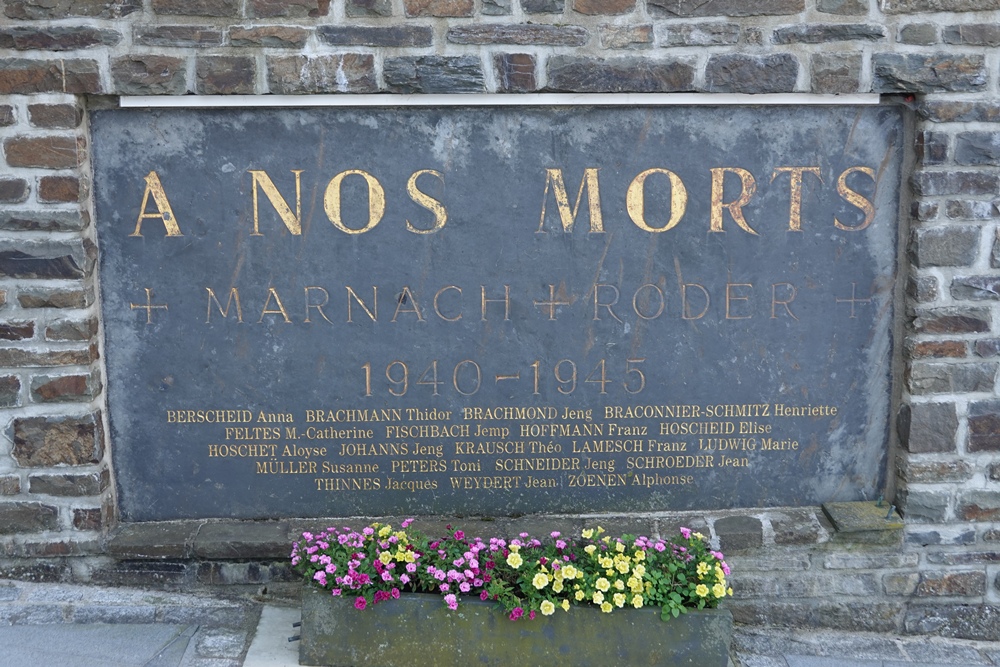 A NOS MORTS
+ MARNACH + RODER +
1940-1945
BERSCHEID Anna BRACHMANN Thidor BRACHMOND Jeng BRACONNIER-SCHMITZ Henriette
FELTES M.-Catherine FISCHBACH Jemp HOFFMANN Franz HOSCHEID Elise
HOSCHET Aloyse JOHANNS Jeng KRAUSCH Théo LAMESCH Franz LUDWIG Marie
MÜLLER Susanne PETERS Toni SCHNEIDER Jeng SCHROEDER Jean
THINNES Jacques WEYDERT Jean ZOENEN Alphonse